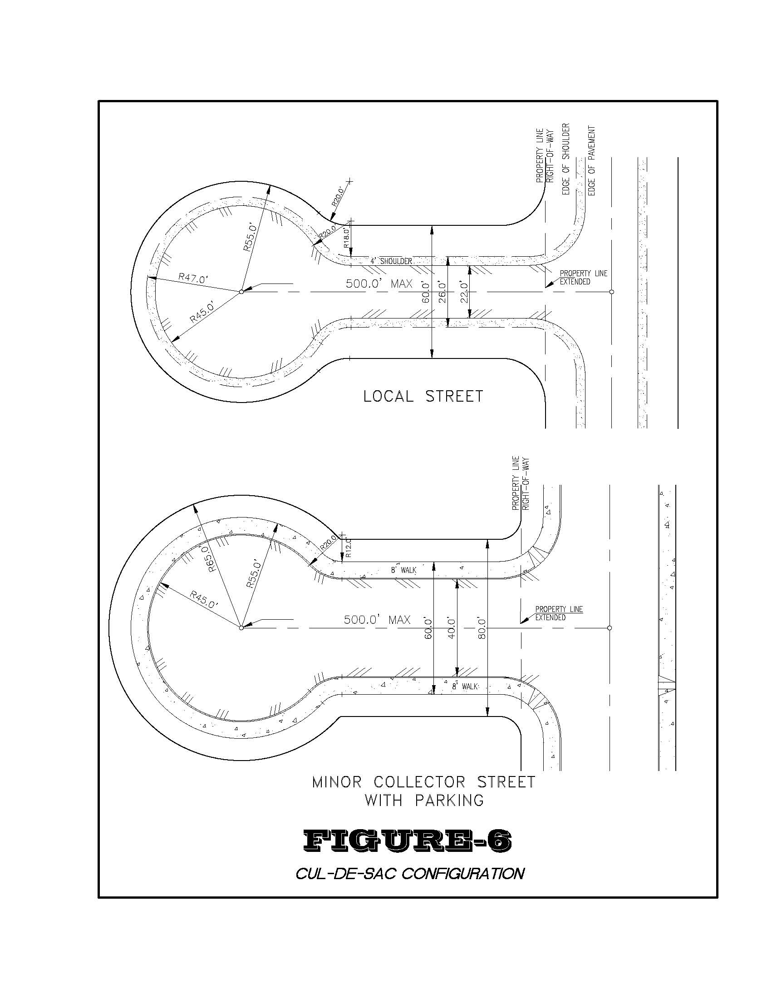 PROPERTY LINE
RIGHT-OF-WAY
EDGE OF SHOULDER
EDGE OF PAVEMENT
R20.0'
R20.0'
R18.0'
R55.0'
4' SHOULDER
R47.0'
500.0' MAX
60.0'
26.0'
22.0'
PROPERTY LINE
EXTENDED
R45.0'
LOCAL STREET
PROPERTY LINE
RIGHT-OF-WAY
R20.0'
R12.0'
R65.0'
R55.0'
8' WALK
R45.0'
500.0' MAX
60.0'
40.0'
80.0'
PROPERTY LINE
EXTENDED
8' WALK
MINOR COLLECTOR STREET
WITH PARKING
FIGURE-6
CUL-DE-SAC CONFIGURATION